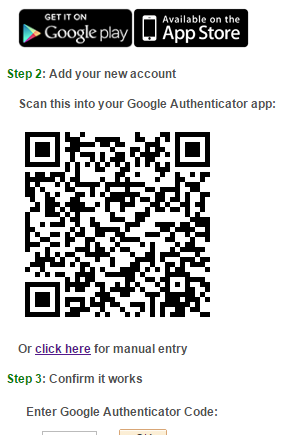 GET IT ON Available on the
Google play App Store
Step 2: Add your new account
Scan this into your Google Authenticator app:
Or click here for manual entry
Step 3: Confirm it works
Enter Google Authenticator Code: